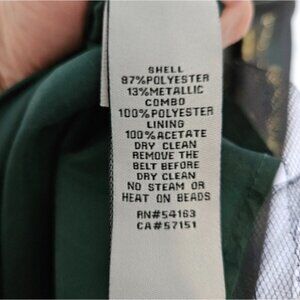 SHELL
87%POLYESTER
13%METALLIC
COMBO
100%POLYESTER
LINING
100%ACETATE
DRY CLEAN
REMOVE THE
BELT BEFORE
DRY CLEAN
NO STEAM OR
HEAT ON BEADS
RN#54163
CA#57151